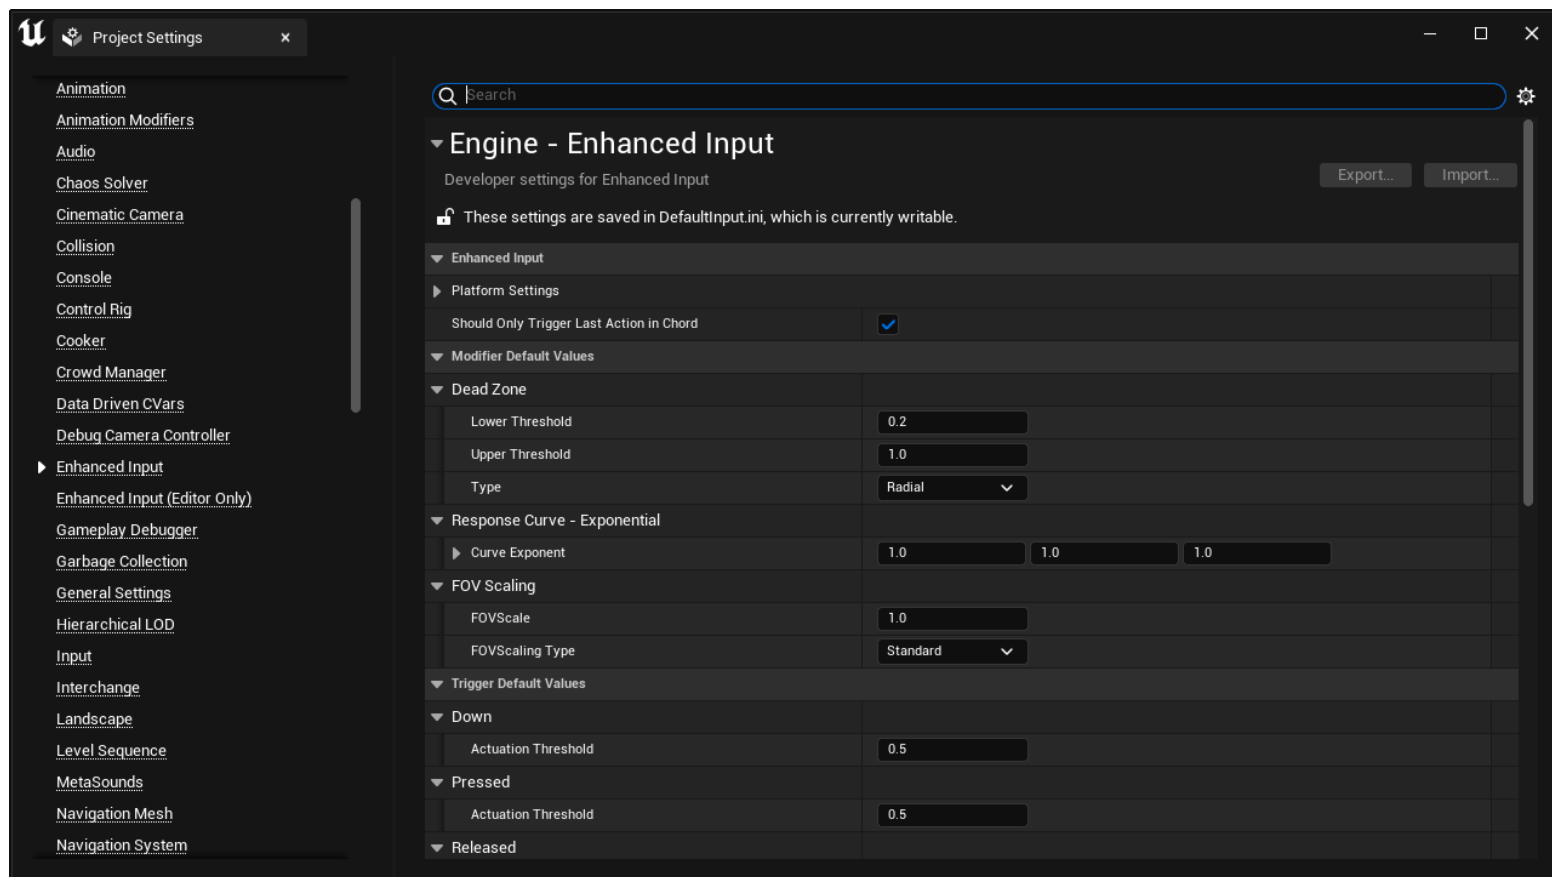 Project Settings
Animation
Animation Modifiers
Audio
Chaos Solver
Cinematic Camera
Collision
Console
Control Rig
Cooker
Crowd Manager
Data Driven CVars
Debug Camera Controller
Enhanced Input
Enhanced Input (Editor Only)
Gameplay Debugger
Garbage Collection
General Settings
Hierarchical LOD
Input
Interchange
Landscape
Level Sequence
MetaSounds
Navigation Mesh
Navigation System
Search
Engine - Enhanced Input
Developer settings for Enhanced Input
Export... Import...
These settings are saved in DefaultInput.ini, which is currently writable.
Enhanced Input
Platform Settings
Should Only Trigger Last Action in Chord
Modifier Default Values
Dead Zone
Lower Threshold 0.2
Upper Threshold 1.0
Type Radial
Response Curve - Exponential
Curve Exponent 1.0 1.0 1.0
FOV Scaling
FOVScale 1.0
FOVScaling Type Standard
Trigger Default Values
Down
Actuation Threshold 0.5
Pressed
Actuation Threshold 0.5
Released